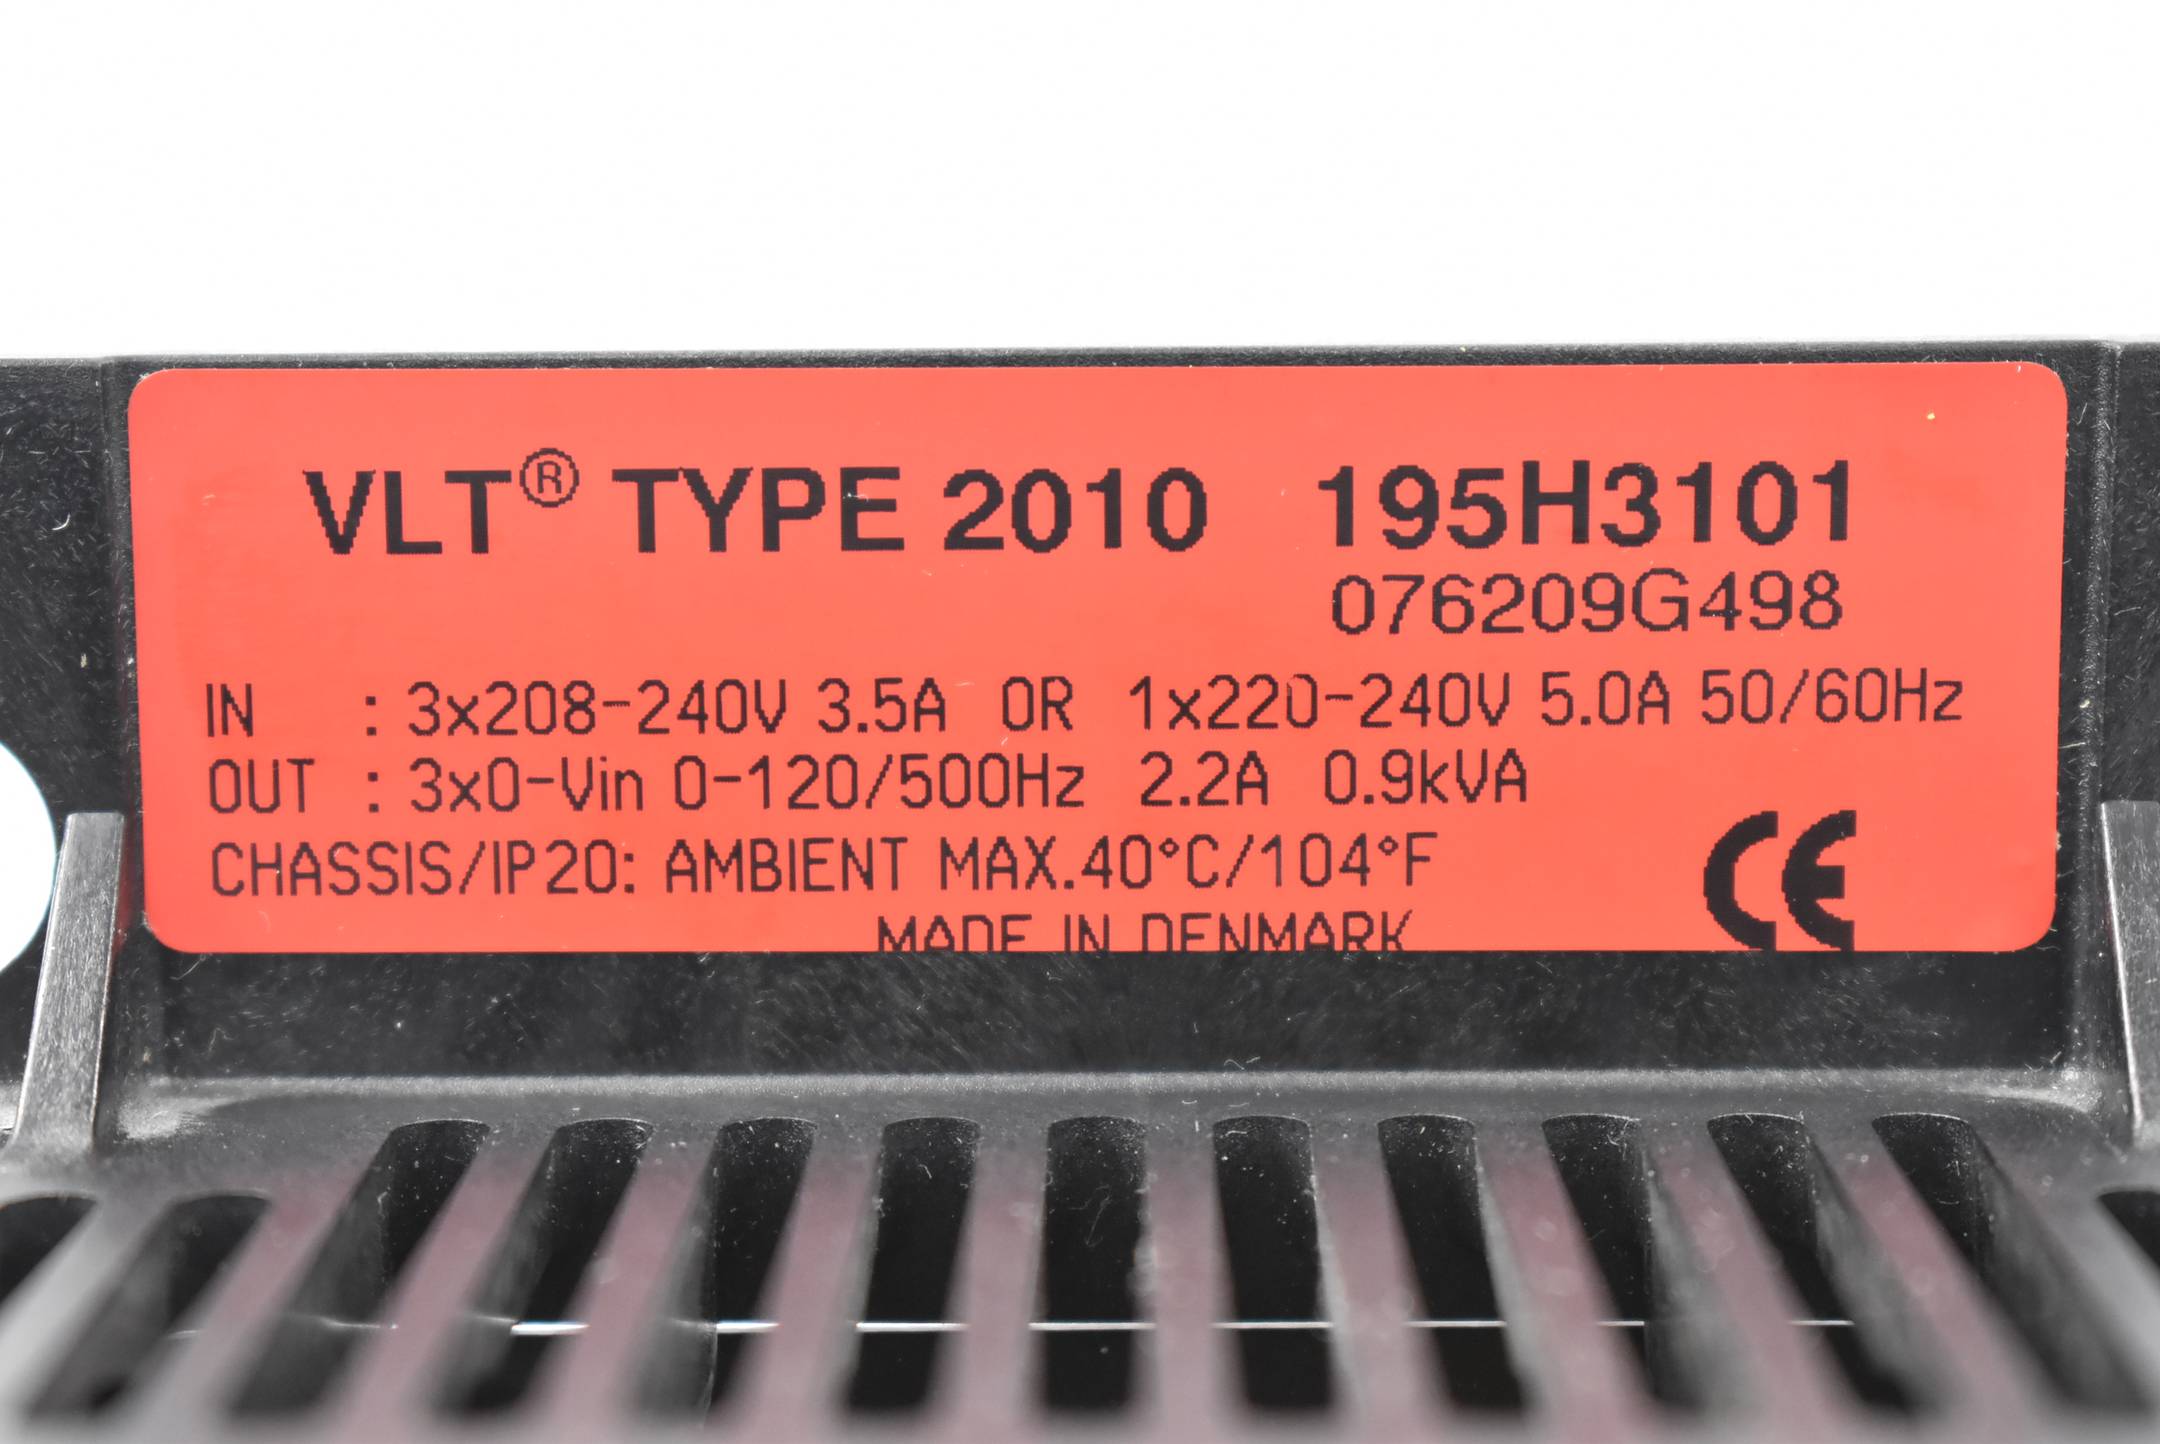 VLT® TYPE 2010 195H3101
076209G498
IN : 3x208-240V 3.5A OR 1x220-240V 5.0A 50/60Hz
OUT : 3x0-Vin 0-120/500Hz 2.2A 0.9kVA
CHASSIS/IP20: AMBIENT MAX.40°C/104°F
MADE IN DENMARK
CE